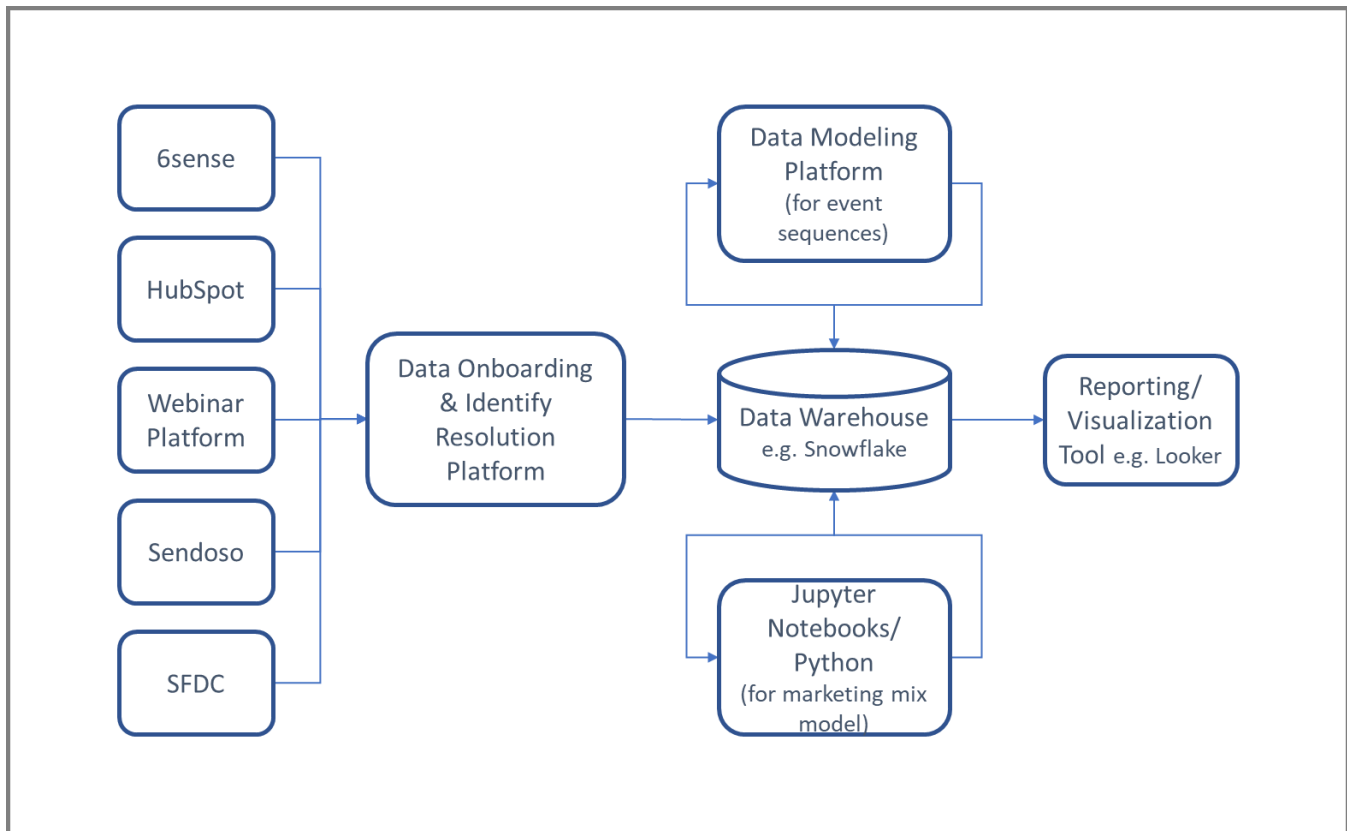 6sense
HubSpot
Webinar
Platform
Sendoso
SFDC
Data Onboarding
& Identify
Resolution
Platform
Data Modeling
Platform
(for event
sequences)
Data Warehouse
e.g. Snowflake
Jupyter
Notebooks/
Python
(for marketing mix
model)
Reporting/
Visualization
Tool e.g. Looker